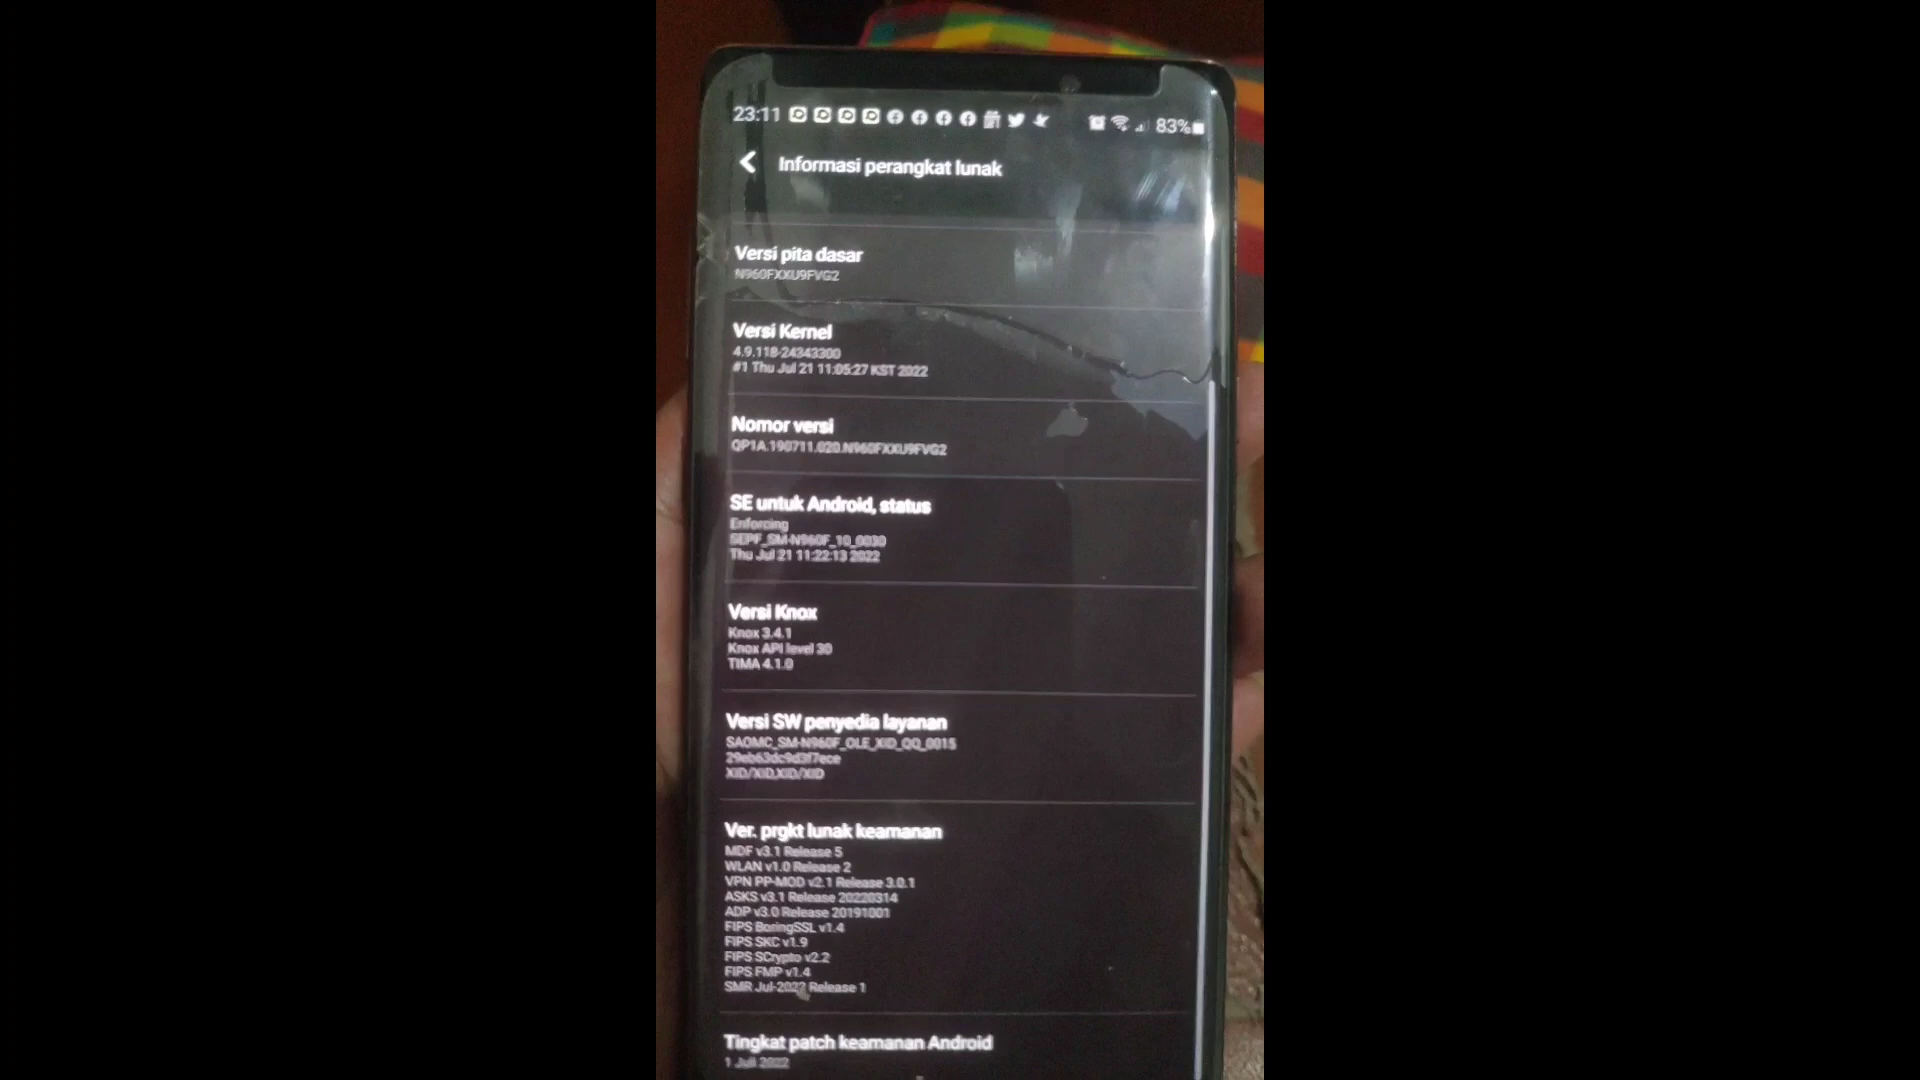 23:11
83%
Informasi perangkat lunak
Versi pita dasar
N960FXXU9FVG2
Versi Kernel
4.9.118-24343300
#1 Thu Jul 21 11:05:27 KST 2022
Nomor versi
QP1A.190711.020.N960FXXU9FVG2
SE untuk Android, status
Enforcing
SEPF_SM-N960F_10_0030
Thu Jul 21 11:22:13 2022
Versi Knox
Knox 3.4.1
Knox API level 30
TIMA 4.1.0
Versi SW penyedia layanan
SAOMC_SM-N960F_OLE_XID_QQ_0015
29eb63dc9d3f7ece
XID/XID,XID/XID
Ver. prgkt lunak keamanan
MDF v3.1 Release 5
WLAN v1.0 Release 2
VPN PP-MOD v2.1 Release 3.0.1
ASKS v3.1 Release 20220314
ADP v3.0 Release 20191001
FIPS BoringSSL v1.4
FIPS SKC v1.9
FIPS SCrypto v2.2
FIPS FMP v1.4
SMR Jul-2022 Release 1
Tingkat patch keamanan Android
1 Juli 2022